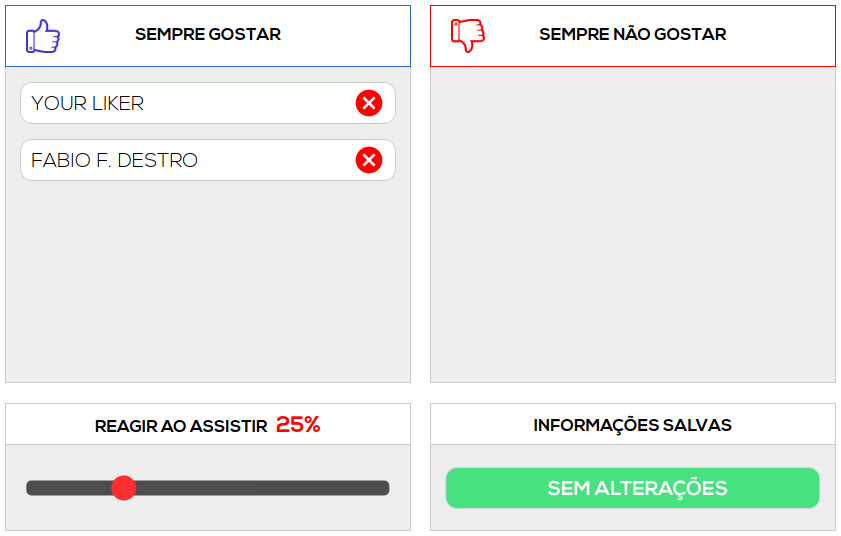 SEMPRE GOSTAR
YOUR LIKER
FABIO F. DESTRO
SEMPRE NÃO GOSTAR
REAGIR AO ASSISTIR 25%
INFORMAÇÕES SALVAS
SEM ALTERAÇÕES